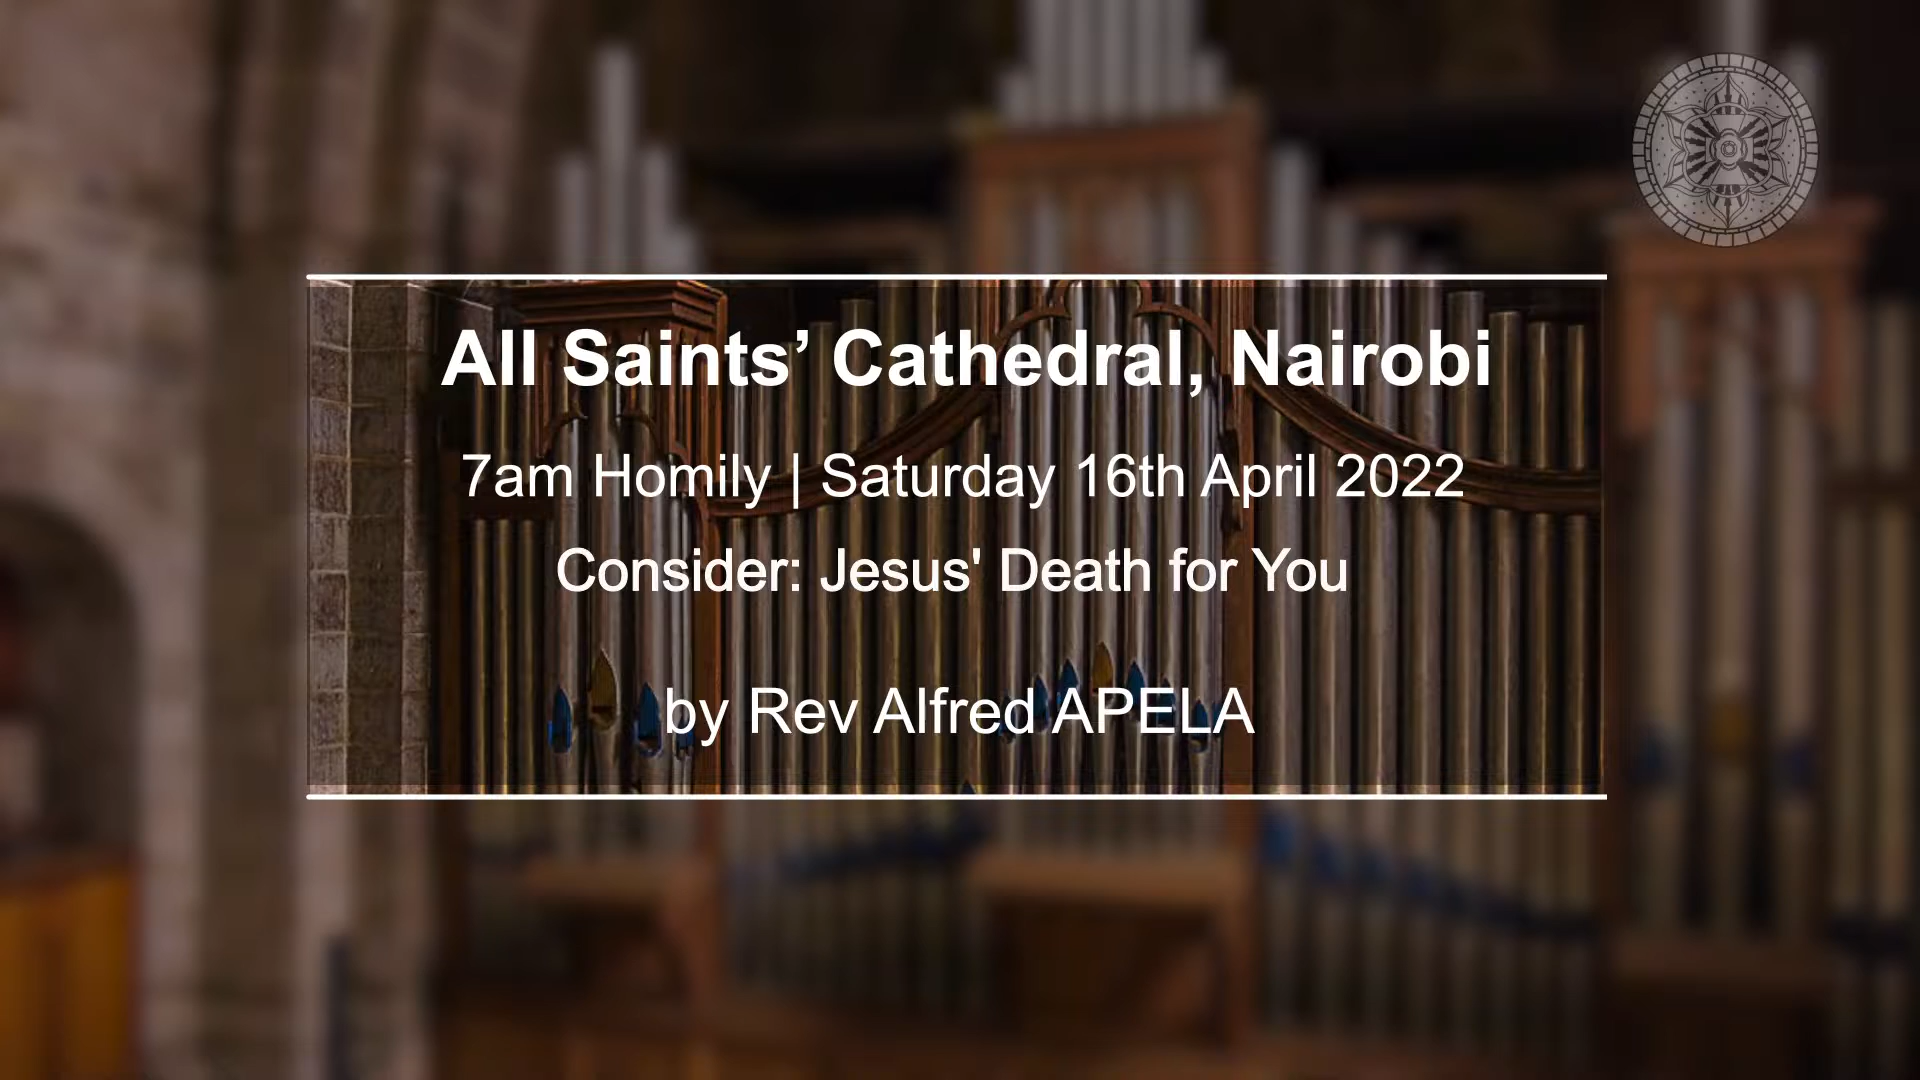 All Saints’ Cathedral, Nairobi
7am Homily | Saturday 16th April 2022
Consider: Jesus' Death for You
by Rev Alfred APELA